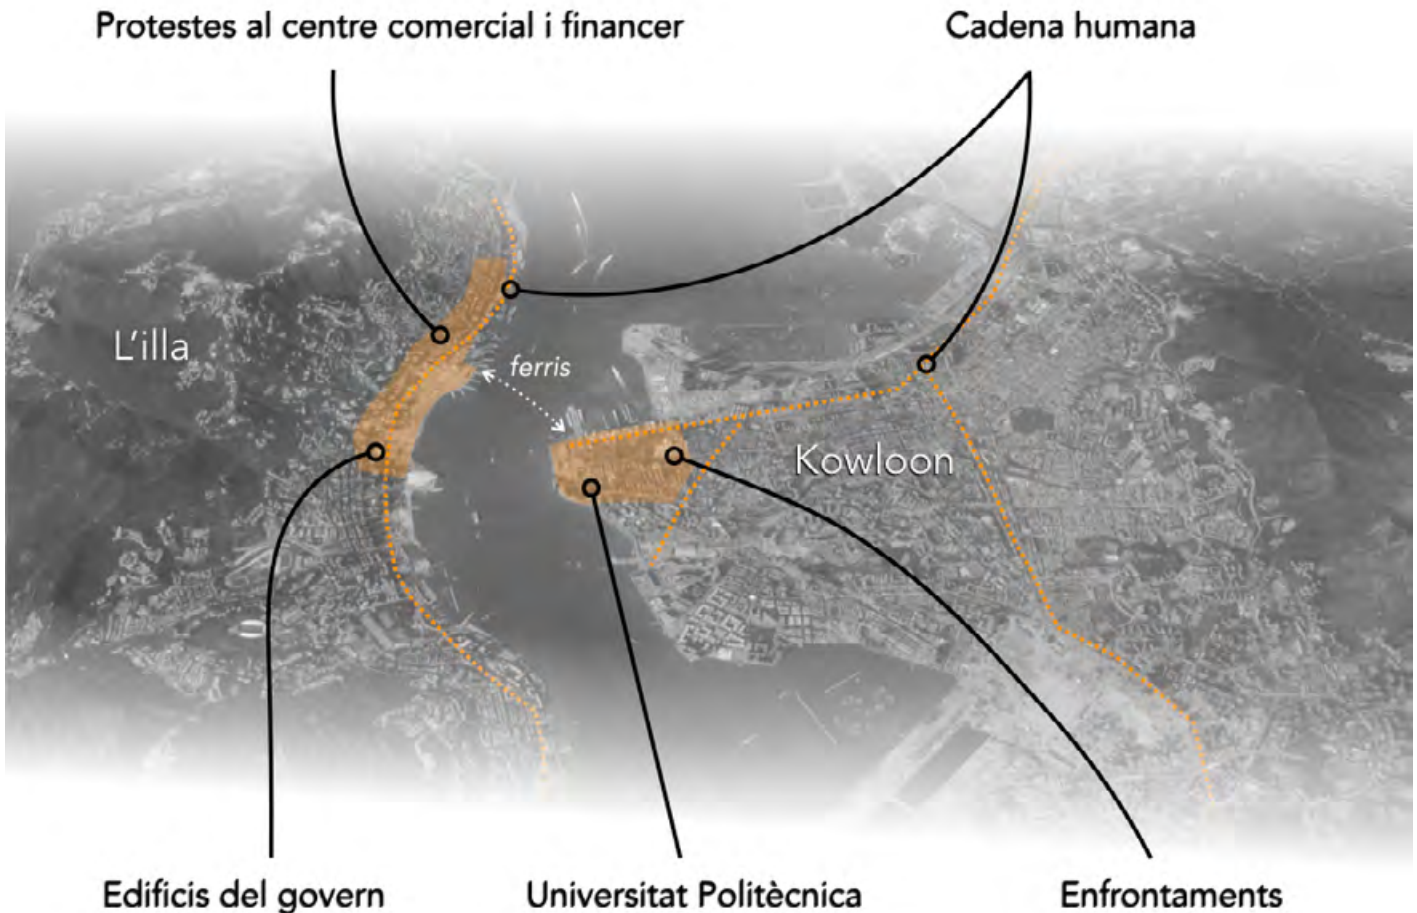 Protestes al centre comercial i financer
Cadena humana
L'illa
ferris
Kowloon
Edificis del govern
Universitat Politècnica
Enfrontaments